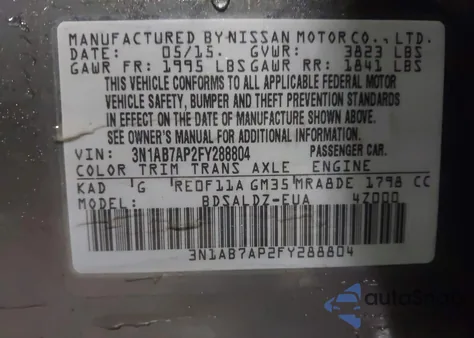 MANUFACTURED BY NISSAN MOTOR CO., LTD.
DATE: 05/15. GVWR: 3823 LBS
GAWR FR: 1995 LBS GAWR RR: 1841 LBS
THIS VEHICLE CONFORMS TO ALL APPLICABLE FEDERAL MOTOR
VEHICLE SAFETY, BUMPER AND THEFT PREVENTION STANDARDS
IN EFFECT ON THE DATE OF MANUFACTURE SHOWN ABOVE.
SEE OWNER'S MANUAL FOR ADDITIONAL INFORMATION.
VIN: 3N1AB7AP2FY288804 PASSENGER CAR.
COLOR TRIM TRANS AXLE ENGINE
KAD G RE0F11A GM35 MRA8DE 1798 CC
MODEL: BDSALDZ-EUA 4Z000
3N1AB7AP2FY288804